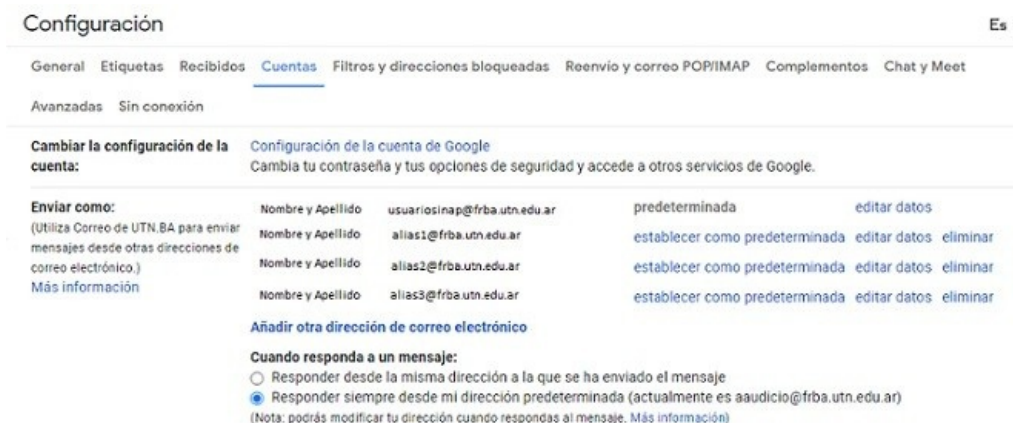 Configuración Es
General Etiquetas Recibidos Cuentas Filtros y direcciones bloqueadas Reenvío y correo POP/IMAP Complementos Chat y Meet
Avanzadas Sin conexión
Cambiar la configuración de la cuenta:
Configuración de la cuenta de Google
Cambia tu contraseña y tus opciones de seguridad y accede a otros servicios de Google.
Enviar como:
(Utiliza Correo de UTN.BA para enviar
mensajes desde otras direcciones de
correo electrónico.)
Más información
Nombre y Apellido usuariosinap@frba.utn.edu.ar predeterminada editar datos
Nombre y Apellido alias1@frba.utn.edu.ar establecer como predeterminada editar datos eliminar
Nombre y Apellido alias2@frba.utn.edu.ar establecer como predeterminada editar datos eliminar
Nombre y Apellido alias3@frba.utn.edu.ar establecer como predeterminada editar datos eliminar
Añadir otra dirección de correo electrónico
Cuando responda a un mensaje:
Responder desde la misma dirección a la que se ha enviado el mensaje
Responder siempre desde mi dirección predeterminada (actualmente es aaudicio@frba.utn.edu.ar)
(Nota: podrás modificar tu dirección cuando respondas al mensaje. Más información)